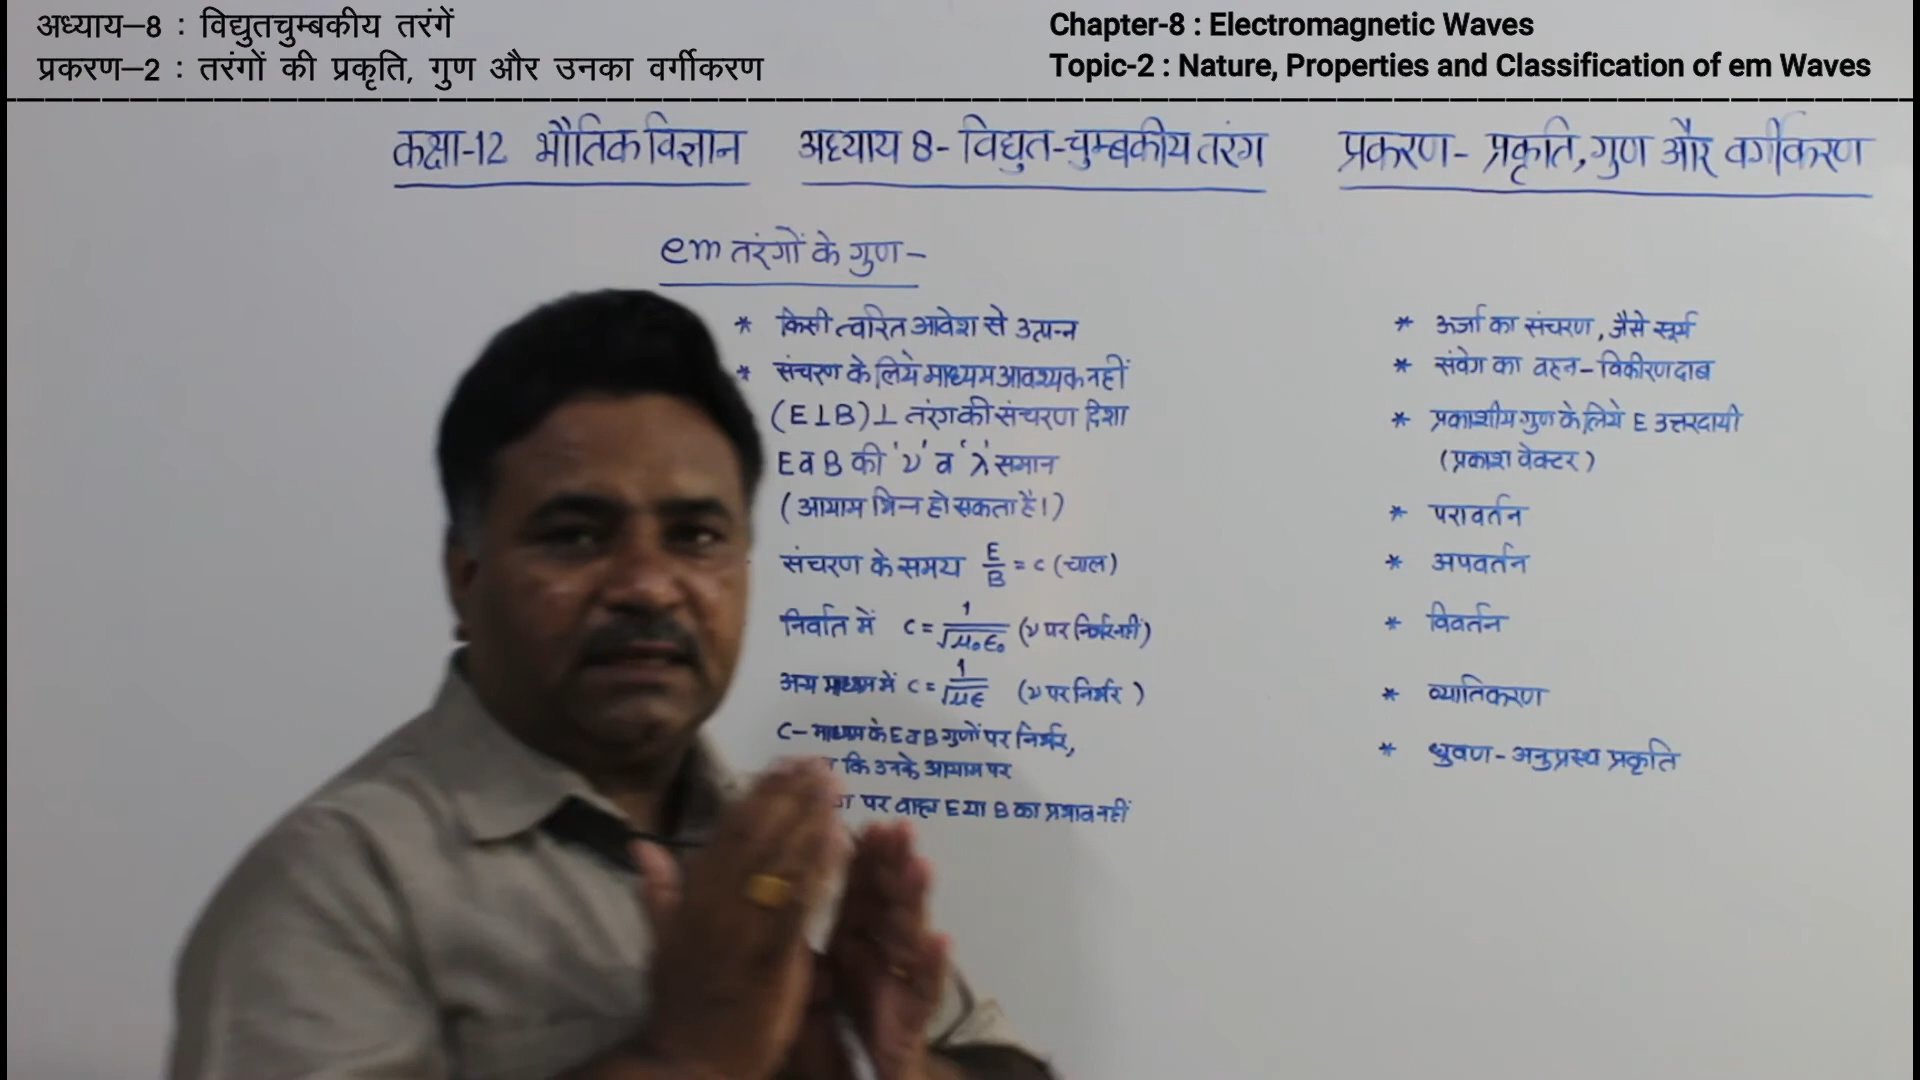 अध्याय–8 : विद्युतचुम्बकीय तरंगें
प्रकरण–2 : तरंगों की प्रकृति, गुण और उनका वर्गीकरण
Chapter-8 : Electromagnetic Waves
Topic-2 : Nature, Properties and Classification of em Waves
कक्षा-12 भौतिक विज्ञान अध्याय 8- विद्युत-चुम्बकीय तरंग प्रकरण- प्रकृति, गुण और वर्गीकरण
em तरंगों के गुण-
* किसी त्वरित आवेश से उत्पन्न
* संचरण के लिये माध्यम आवश्यक नहीं
(E⊥B)⊥ तरंग की संचरण दिशा
E व B की 'ν' व 'λ' समान
(आयाम भिन्न हो सकता है।)
संचरण के समय E/B = c (चाल)
निर्वात में c = 1/√μ₀ε₀ (ν पर निर्भर नहीं)
अन्य माध्यम में c = 1/√με (ν पर निर्भर)
C- माध्यम के E व B गुणों पर निर्भर,
कि उनके आयाम पर
पर वाह्य E या B का प्रभाव नहीं
* ऊर्जा का संचरण, जैसे सूर्य
* संवेग का वहन - विकीरण दाब
* प्रकाशीय गुण के लिये E उत्तरदायी
(प्रकाश वेक्टर)
* परावर्तन
* अपवर्तन
* विवर्तन
* व्यतिकरण
* ध्रुवण - अनुप्रस्थ प्रकृति